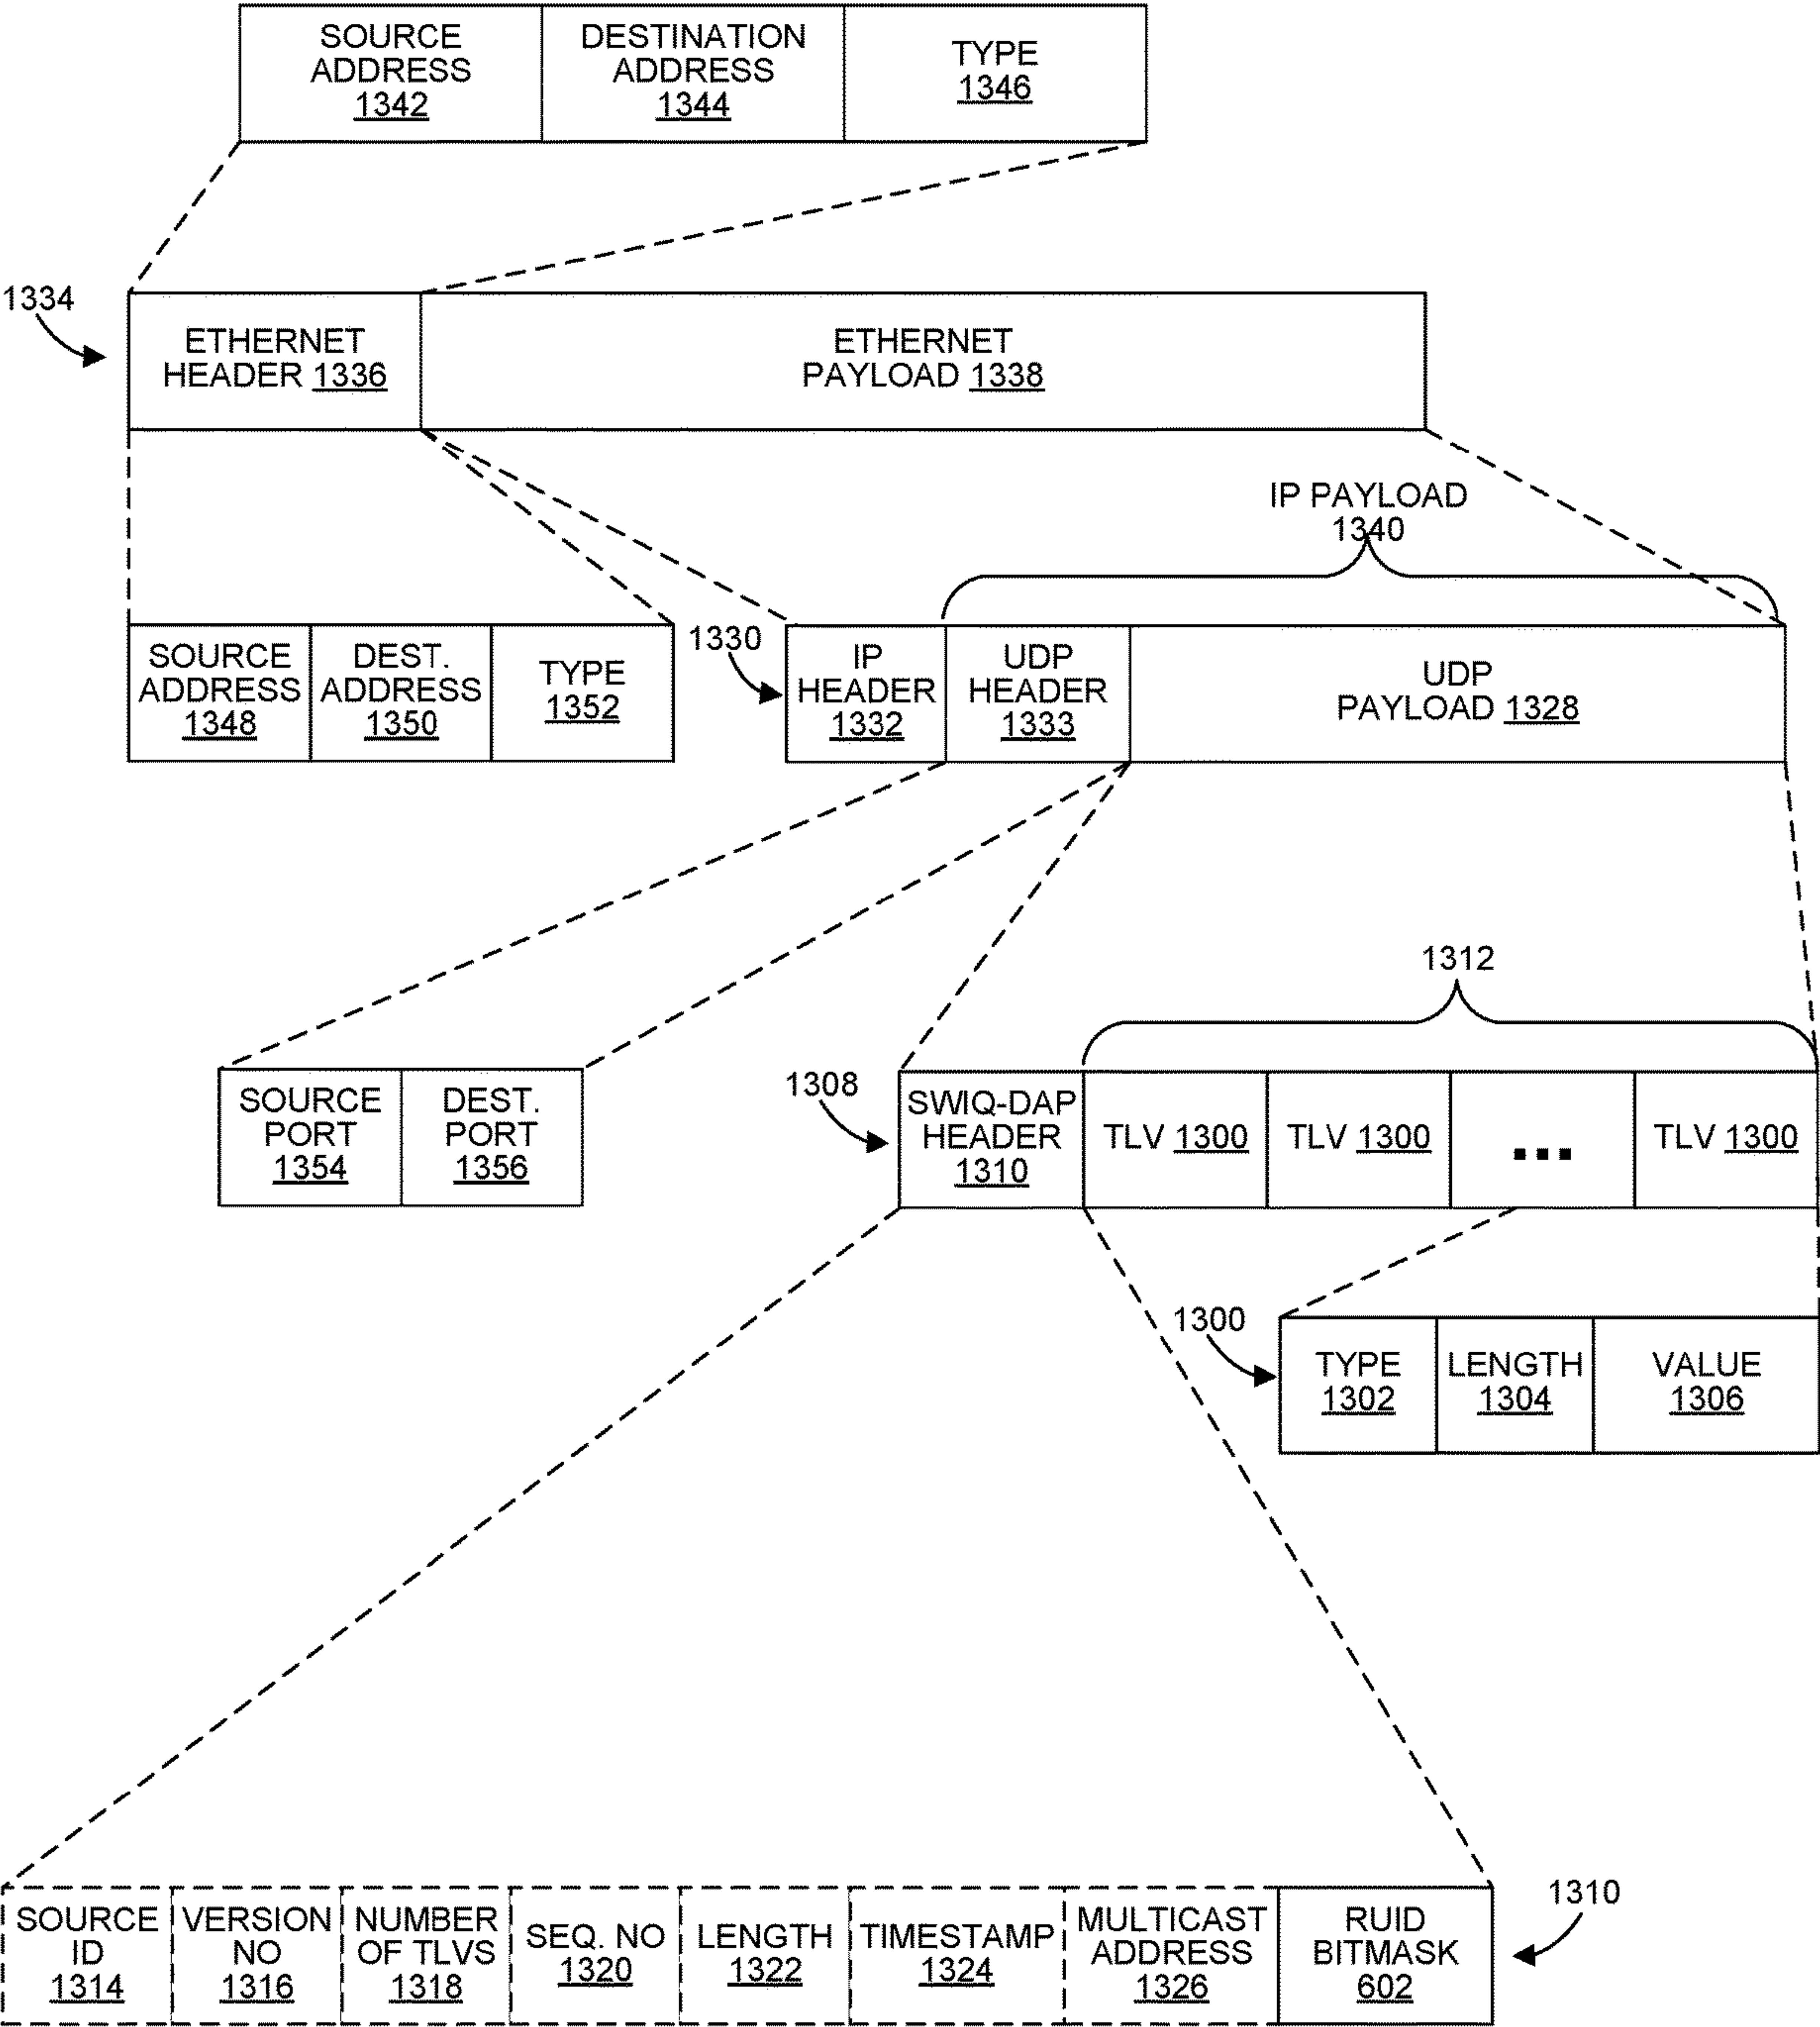 SOURCE ADDRESS 1342
DESTINATION ADDRESS 1344
TYPE 1346
1334
ETHERNET HEADER 1336
ETHERNET PAYLOAD 1338
IP PAYLOAD 1340
SOURCE ADDRESS 1348
DEST. ADDRESS 1350
TYPE 1352
1330
IP HEADER 1332
UDP HEADER 1333
UDP PAYLOAD 1328
1312
SOURCE PORT 1354
DEST. PORT 1356
1308
SWIQ-DAP HEADER 1310
TLV 1300
TLV 1300
...
TLV 1300
1300
TYPE 1302
LENGTH 1304
VALUE 1306
SOURCE ID 1314
VERSION NO 1316
NUMBER OF TLVS 1318
SEQ. NO 1320
LENGTH 1322
TIMESTAMP 1324
MULTICAST ADDRESS 1326
RUID BITMASK 602
1310